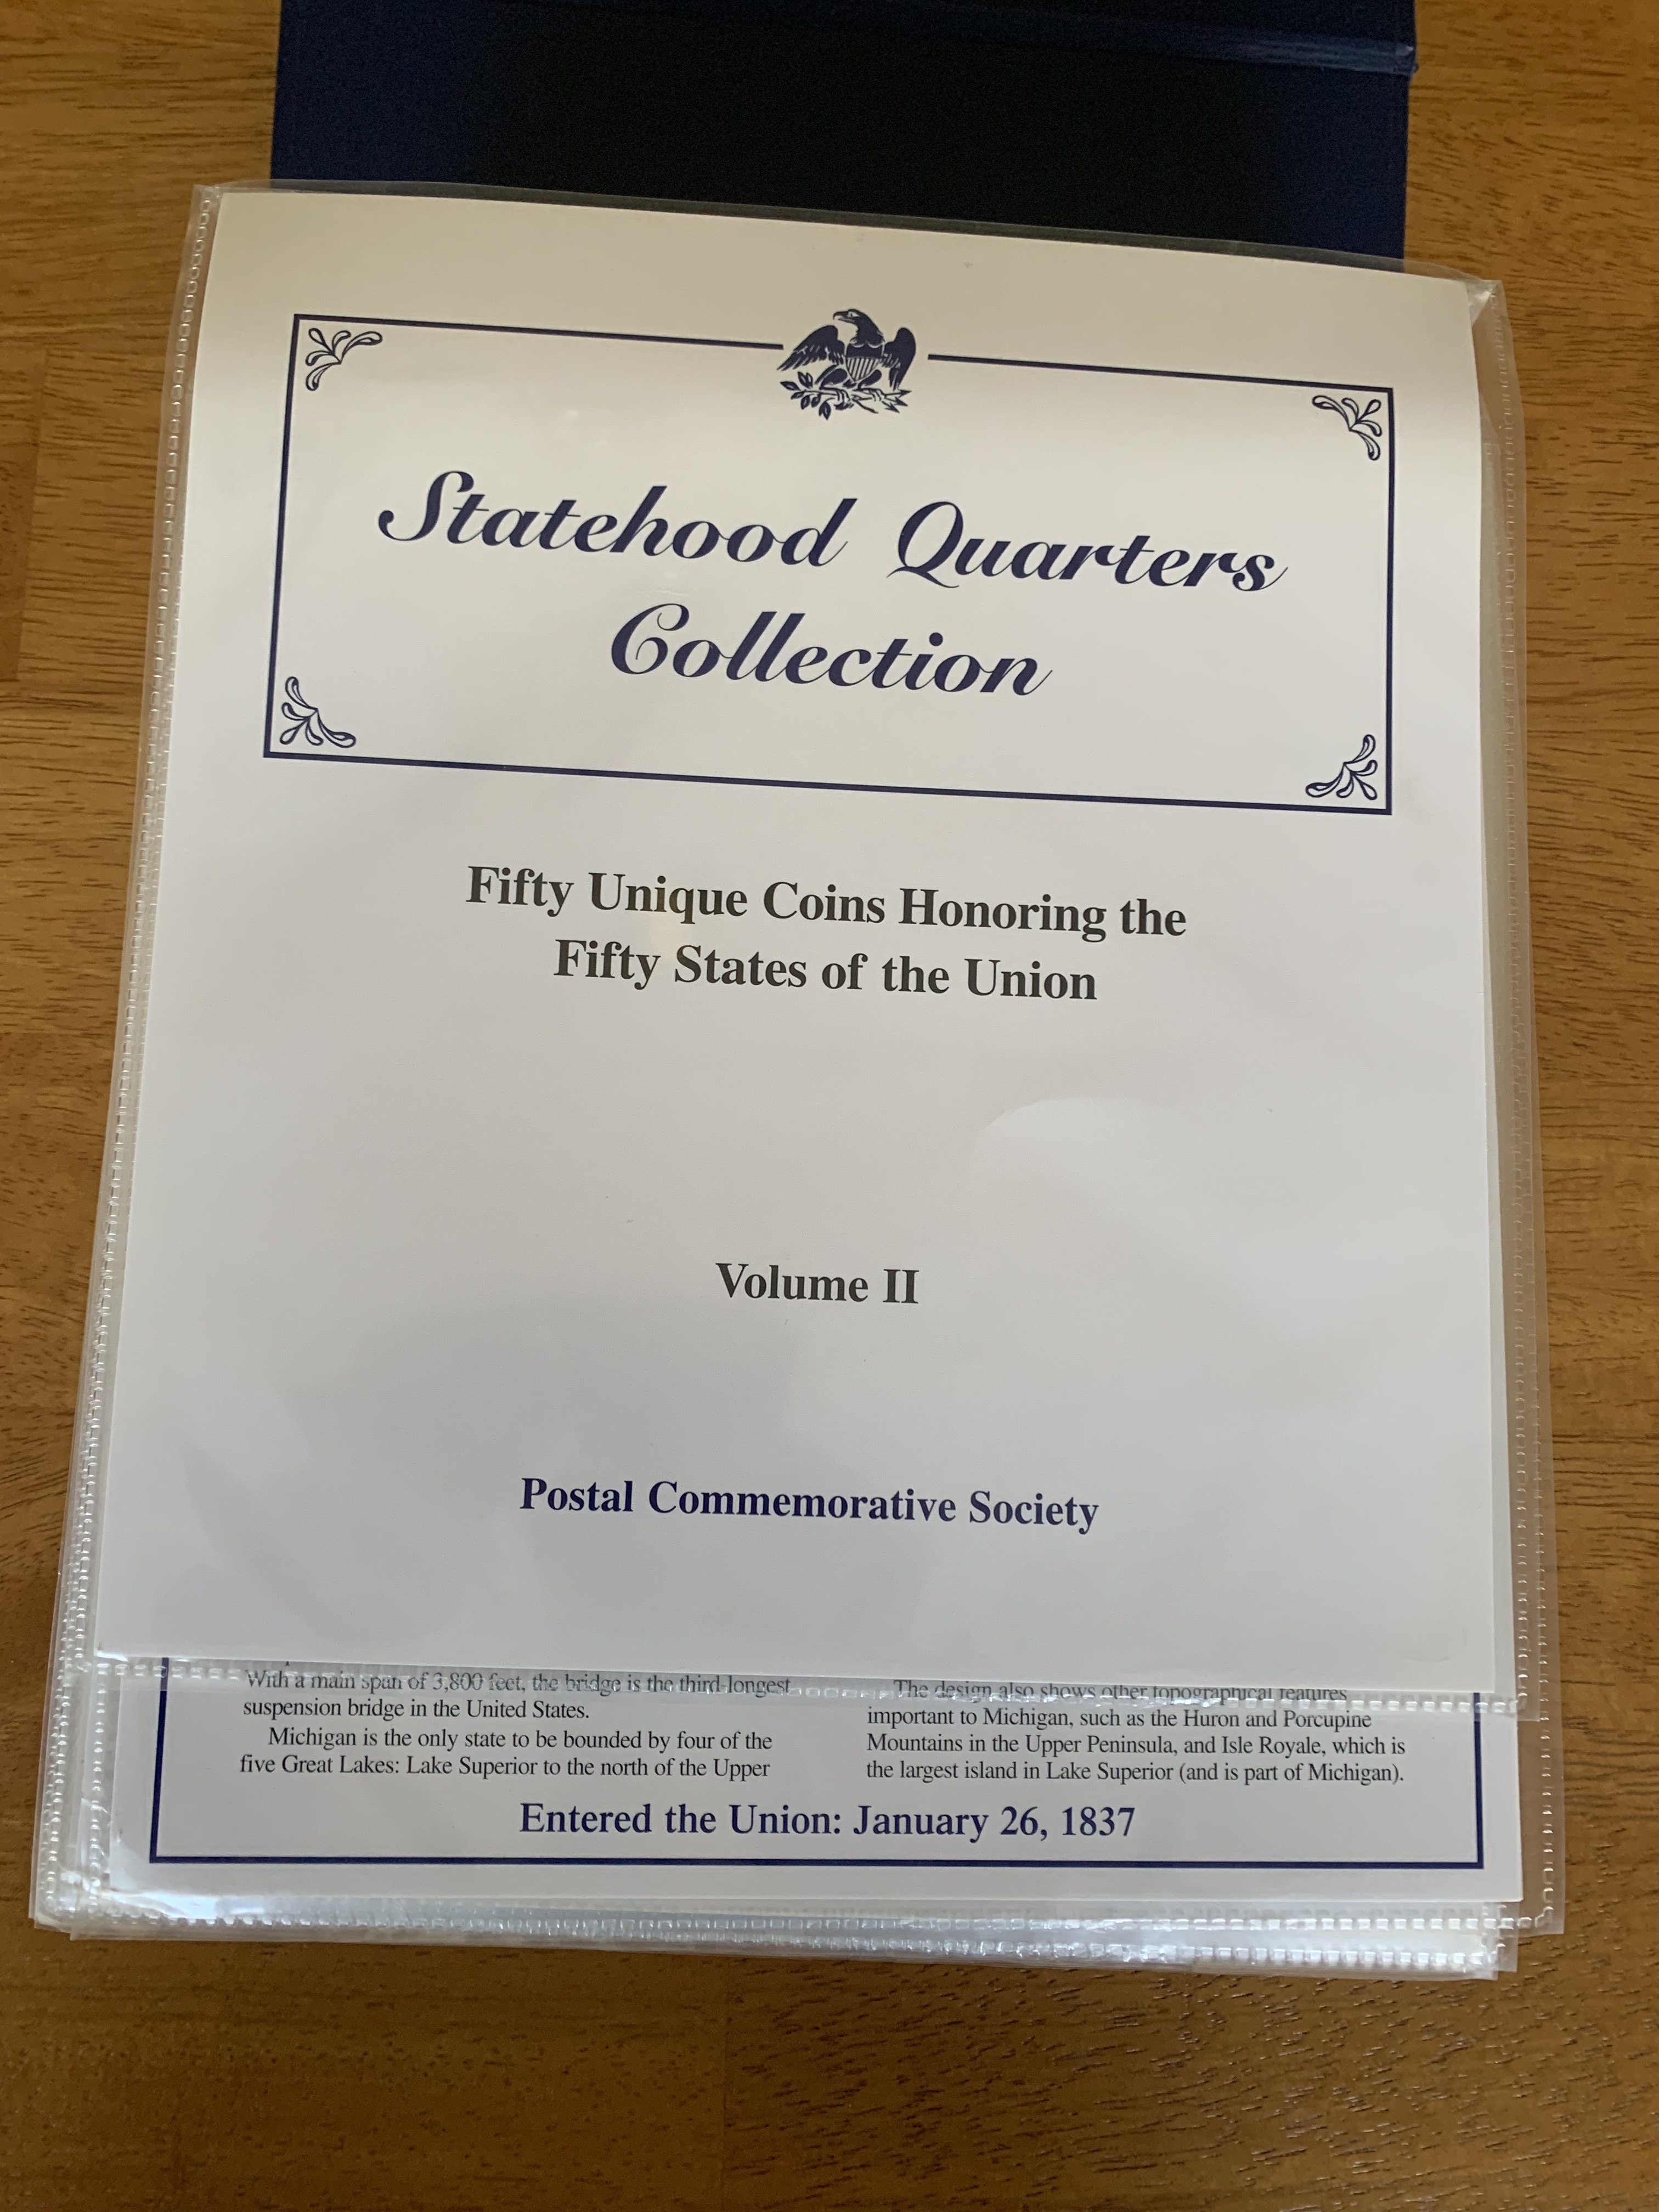 Statehood Quarters
Collection
Fifty Unique Coins Honoring the
Fifty States of the Union
Volume II
Postal Commemorative Society
With a main span of 3,800 feet, the bridge is the third-longest
suspension bridge in the United States.
Michigan is the only state to be bounded by four of the
five Great Lakes: Lake Superior to the north of the Upper
The design also shows other topographical features
important to Michigan, such as the Huron and Porcupine
Mountains in the Upper Peninsula, and Isle Royale, which is
the largest island in Lake Superior (and is part of Michigan).
Entered the Union: January 26, 1837